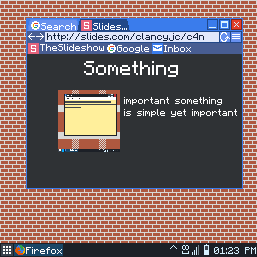 Search
Slides...
http://slides.com/clancy.jc/c4n
TheSlideshow Google Inbox
Something
important something
is simple yet important
Firefox
01:23 PM